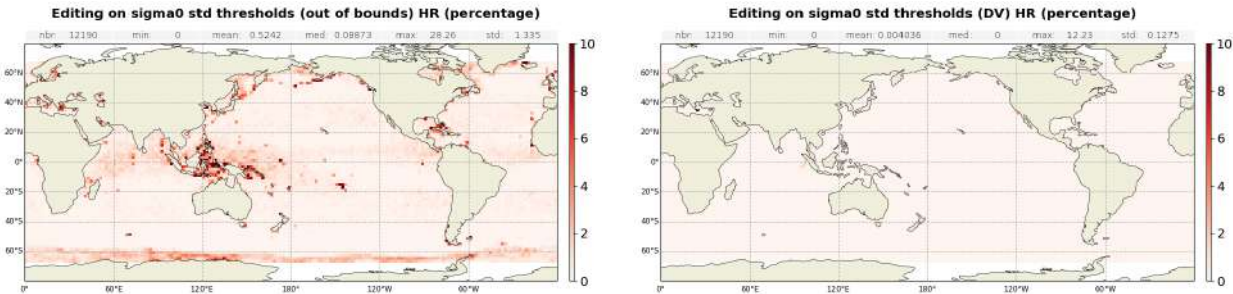 Editing on sigma0 std thresholds (out of bounds) HR (percentage)
nbr: 12190 min: 0 mean: 0.5242 med: 0.09873 max: 28.26 std: 1.335
60°N
40°N
20°N
0°
20°S
40°S
60°S
0° 60°E 120°E 180° 120°W 60°W
10
8
6
4
2
0
Editing on sigma0 std thresholds (DV) HR (percentage)
nbr: 12190 min: 0 mean: 0.004036 med: 0 max: 12.23 std: 0.1275
60°N
40°N
20°N
0°
20°S
40°S
60°S
0° 60°E 120°E 180° 120°W 60°W
10
8
6
4
2
0